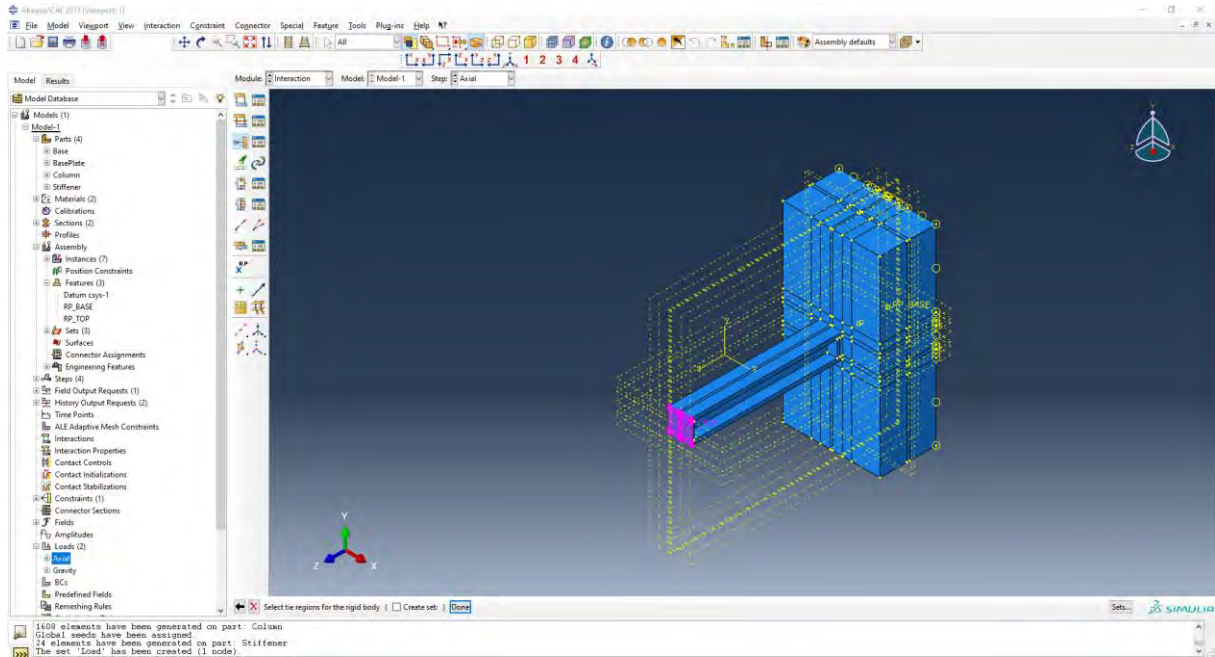 Abaqus/CAE 2017 [Viewport: 1]
File Model Viewport View Interaction Constraint Connector Special Feature Tools Plug-ins Help
All Assembly defaults
1 2 3 4
Model Results
Module: Interaction Model: Model-1 Step: Axial
Model Database
Models (1)
Model-1
Parts (4)
Base
BasePlate
Column
Stiffener
Materials (2)
Calibrations
Sections (2)
Profiles
Assembly
Instances (7)
Position Constraints
Features (3)
Datum csys-1
RP_BASE
RP_TOP
Sets (3)
Surfaces
Connector Assignments
Engineering Features
Steps (4)
Field Output Requests (1)
History Output Requests (2)
Time Points
ALE Adaptive Mesh Constraints
Interactions
Interaction Properties
Contact Controls
Contact Initializations
Contact Stabilizations
Constraints (1)
Connector Sections
Fields
Amplitudes
Loads (2)
Axial
Gravity
BCs
Predefined Fields
Remeshing Rules
RP
Y
Z X
Select tie regions for the rigid body ( Create set: ) Done Sets... SIMULIA
1608 elements have been generated on part: Column
Global seeds have been assigned.
24 elements have been generated on part: Stiffener
The set 'Load' has been created (1 node).